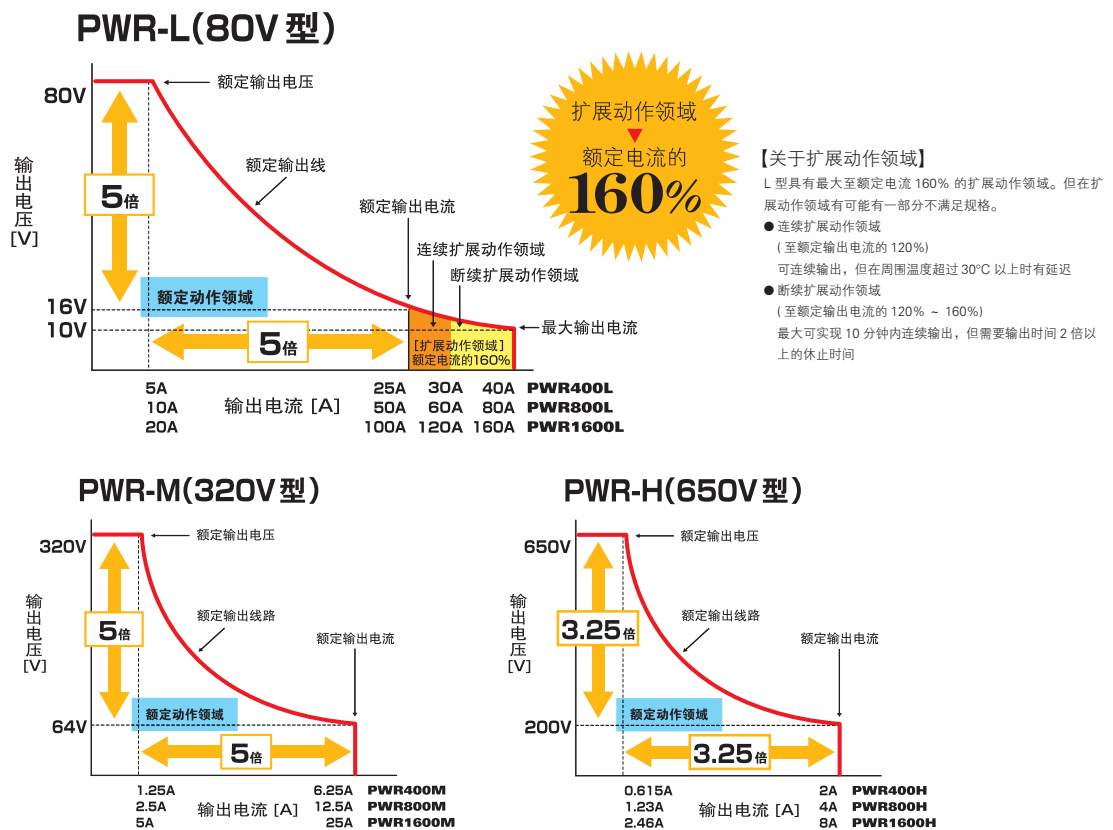 PWR-L(80V 型)
80V
额定输出电压
输出电压 [V]
5倍
额定输出线
额定输出电流
连续扩展动作领域
断续扩展动作领域
额定动作领域
16V
10V
5倍
最大输出电流
[扩展动作领域]
额定电流的160%
5A 25A 30A 40A PWR400L
10A 50A 60A 80A PWR800L
20A 100A 120A 160A PWR1600L
输出电流 [A]
扩展动作领域
额定电流的
160%
【关于扩展动作领域】
L 型具有最大至额定电流 160% 的扩展动作领域。但在扩
展动作领域有可能有一部分不满足规格。
● 连续扩展动作领域
( 至额定输出电流的 120%)
可连续输出，但在周围温度超过 30℃ 以上时有延迟
● 断续扩展动作领域
( 至额定输出电流的 120% ~ 160%)
最大可实现 10 分钟内连续输出，但需要输出时间 2 倍以
上的休止时间
PWR-M(320V 型)
320V
额定输出电压
输出电压 [V]
5倍
额定输出线路
额定输出电流
额定动作领域
64V
5倍
1.25A 6.25A PWR400M
2.5A 12.5A PWR800M
5A 25A PWR1600M
输出电流 [A]
PWR-H(650V 型)
650V
额定输出电压
输出电压 [V]
3.25倍
额定输出线路
额定输出电流
额定动作领域
200V
3.25倍
0.615A 2A PWR400H
1.23A 4A PWR800H
2.46A 8A PWR1600H
输出电流 [A]